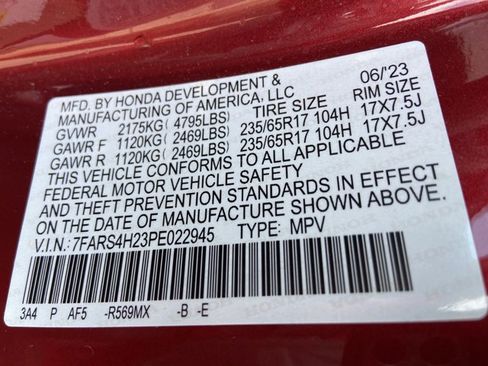 MFD. BY HONDA DEVELOPMENT &
MANUFACTURING OF AMERICA, LLC 06/'23
GVWR 2175KG (4795LBS) TIRE SIZE RIM SIZE
GAWR F 1120KG (2469LBS) 235/65R17 104H 17X7.5J
GAWR R 1120KG (2469LBS) 235/65R17 104H 17X7.5J
THIS VEHICLE CONFORMS TO ALL APPLICABLE
FEDERAL MOTOR VEHICLE SAFETY
AND THEFT PREVENTION STANDARDS IN EFFECT
ON THE DATE OF MANUFACTURE SHOWN ABOVE.
V.I.N.: 7FARS4H23PE022945 TYPE: MPV
3A4 P AF5 -R569MX -B -E